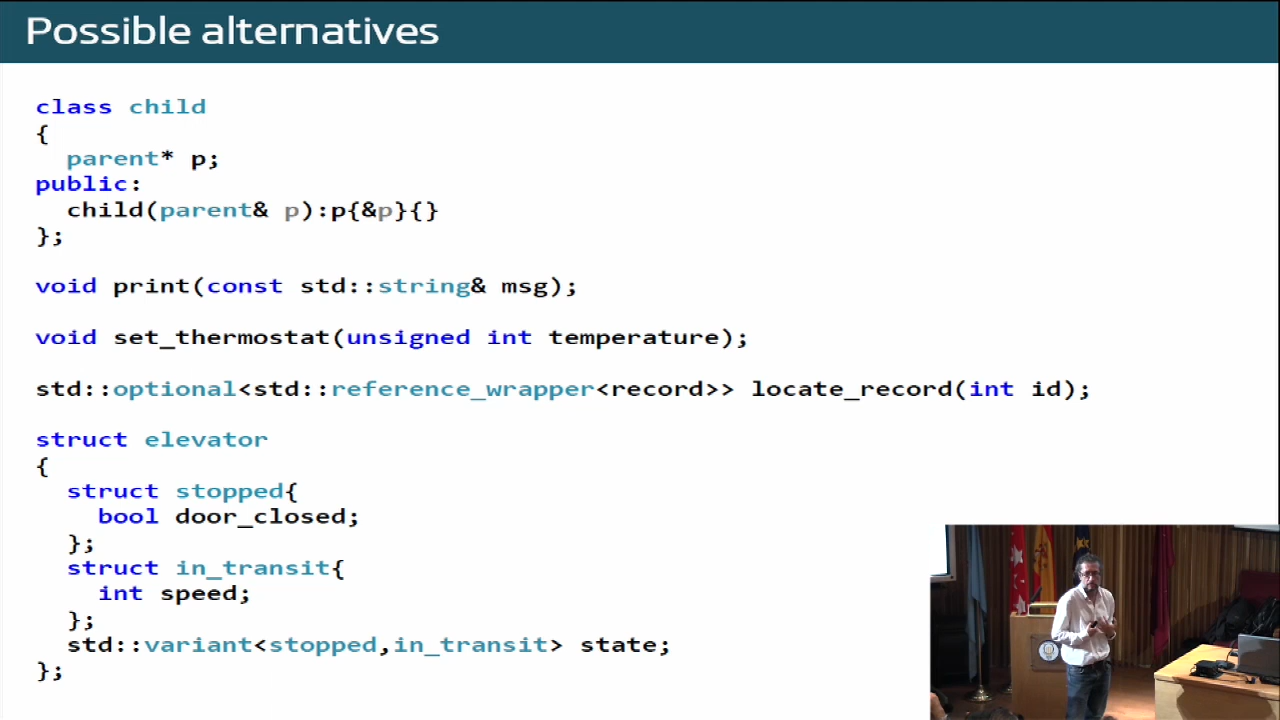 Possible alternatives
class child
{
  parent* p;
public:
  child(parent& p):p{&p}{}
};
void print(const std::string& msg);
void set_thermostat(unsigned int temperature);
std::optional<std::reference_wrapper<record>> locate_record(int id);
struct elevator
{
  struct stopped{
    bool door_closed;
  };
  struct in_transit{
    int speed;
  };
  std::variant<stopped,in_transit> state;
};